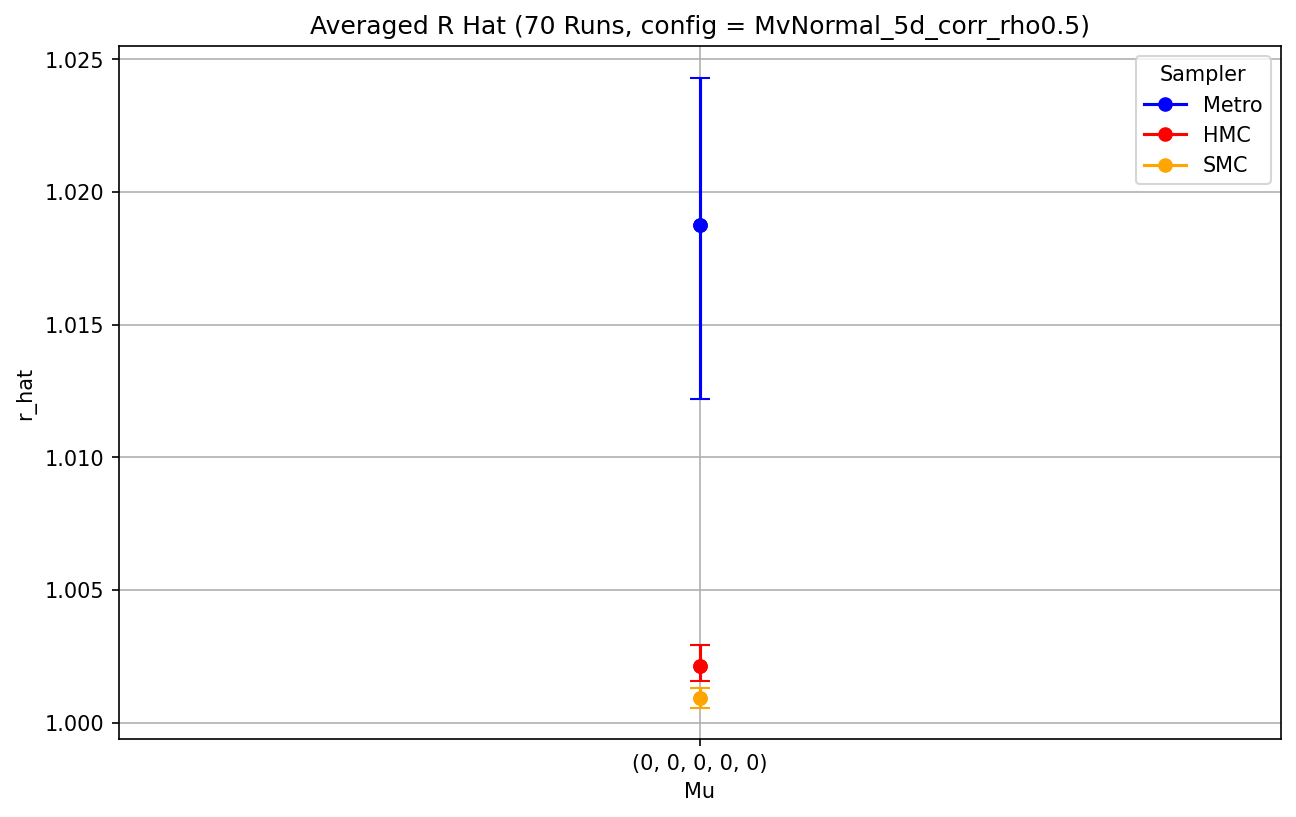 Averaged R Hat (70 Runs, config = MvNormal_5d_corr_rho0.5)
1.025
1.020
1.015
1.010
1.005
1.000
r_hat
Sampler
Metro
HMC
SMC
(0, 0, 0, 0, 0)
Mu